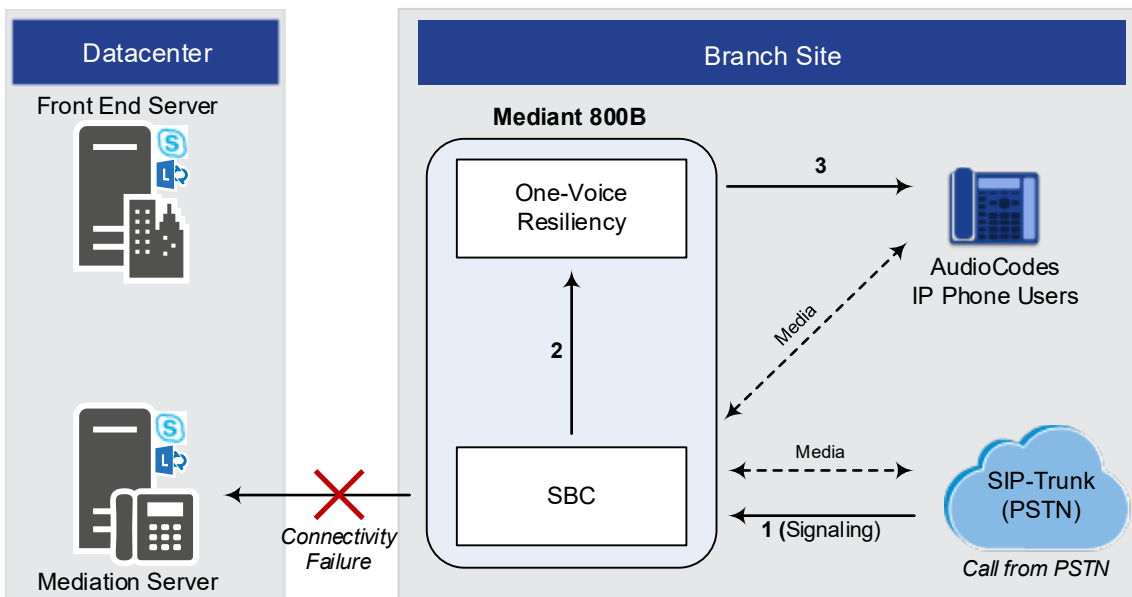 Datacenter
Front End Server
S
L
S
L
Mediation Server
Connectivity
Failure
Branch Site
Mediant 800B
One-Voice
Resiliency
2
SBC
3
AudioCodes
IP Phone Users
Media
Media
1 (Signaling)
SIP-Trunk
(PSTN)
Call from PSTN